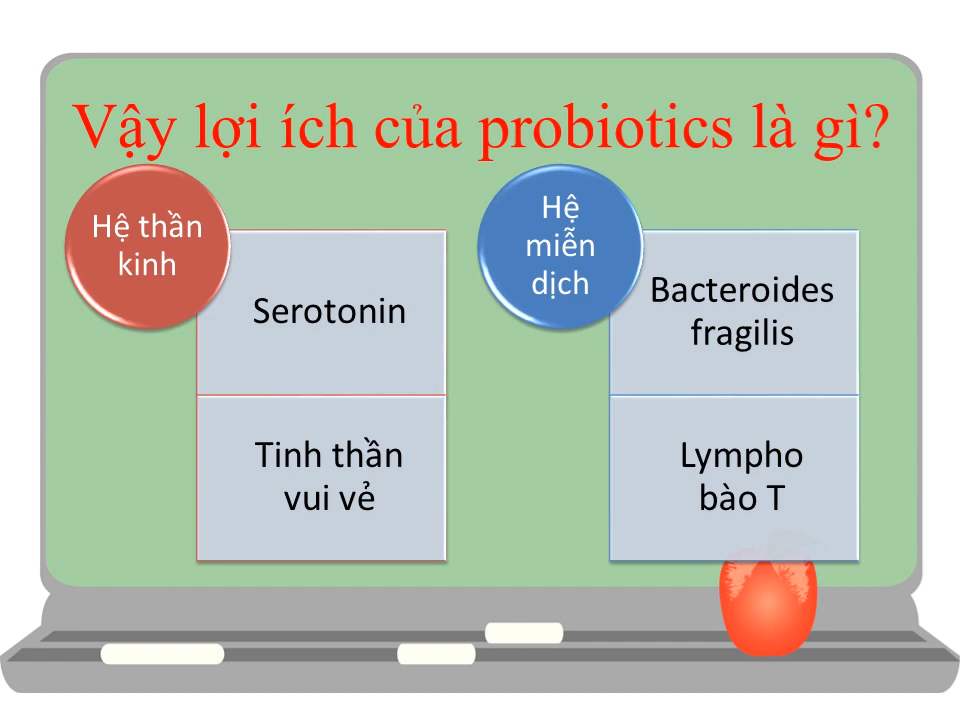 Vậy lợi ích của probiotics là gì?
Hệ thần
kinh
Serotonin
Tinh thần
vui vẻ
Hệ
miễn
dịch
Bacteroides
fragilis
Lympho
bào T